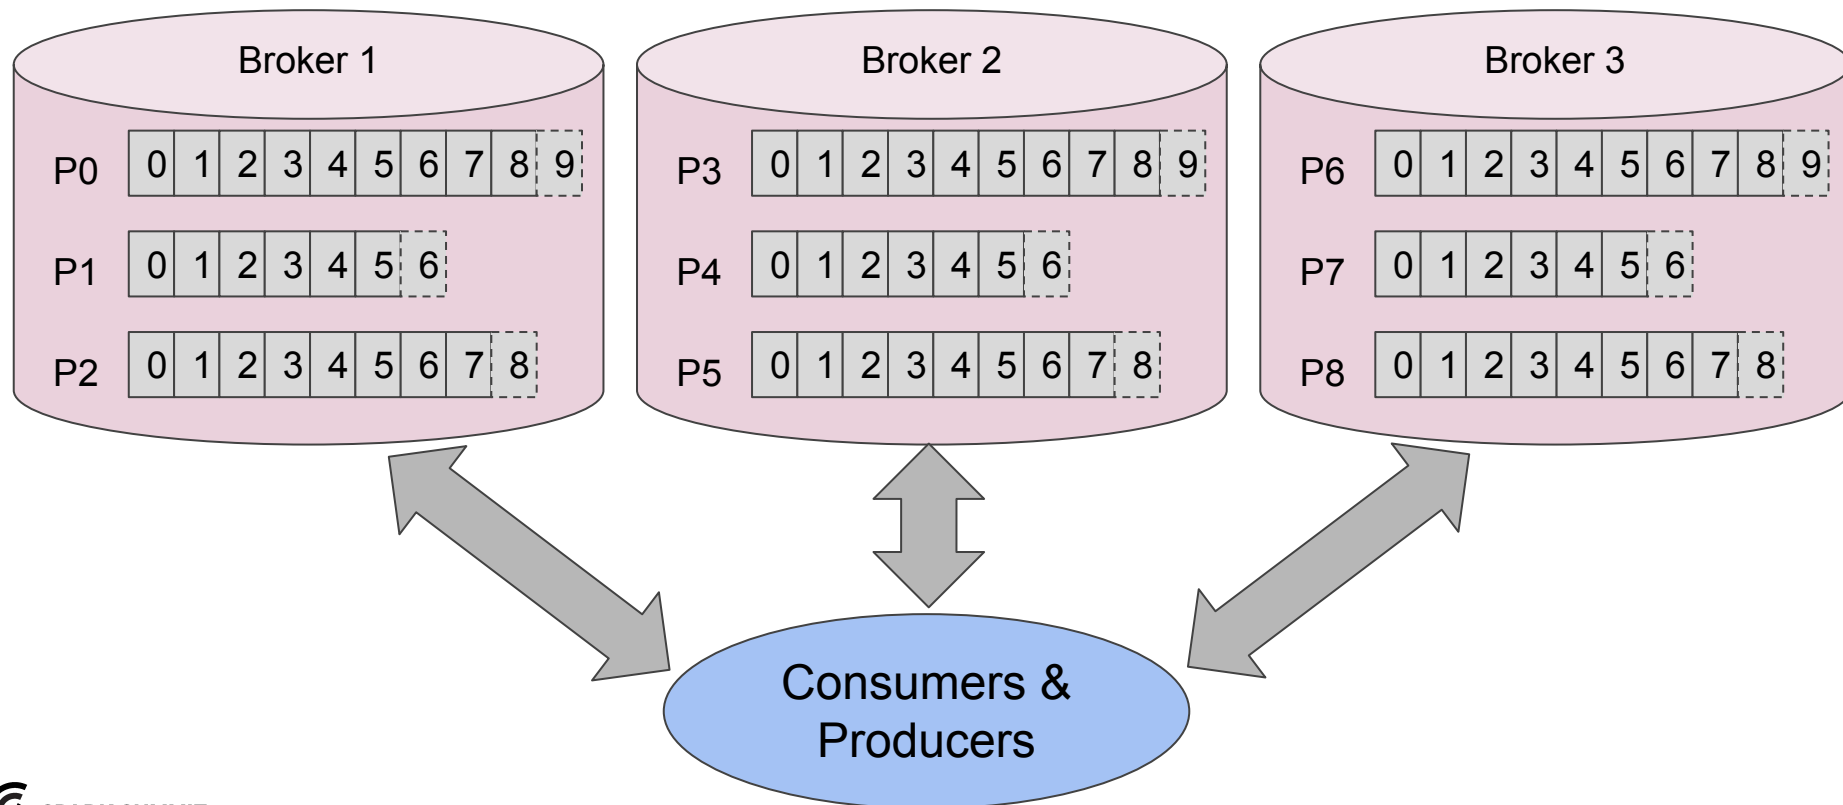 Broker 1
P0 0 1 2 3 4 5 6 7 8 9
P1 0 1 2 3 4 5 6
P2 0 1 2 3 4 5 6 7 8
Broker 2
P3 0 1 2 3 4 5 6 7 8 9
P4 0 1 2 3 4 5 6
P5 0 1 2 3 4 5 6 7 8
Broker 3
P6 0 1 2 3 4 5 6 7 8 9
P7 0 1 2 3 4 5 6
P8 0 1 2 3 4 5 6 7 8
Consumers &
Producers